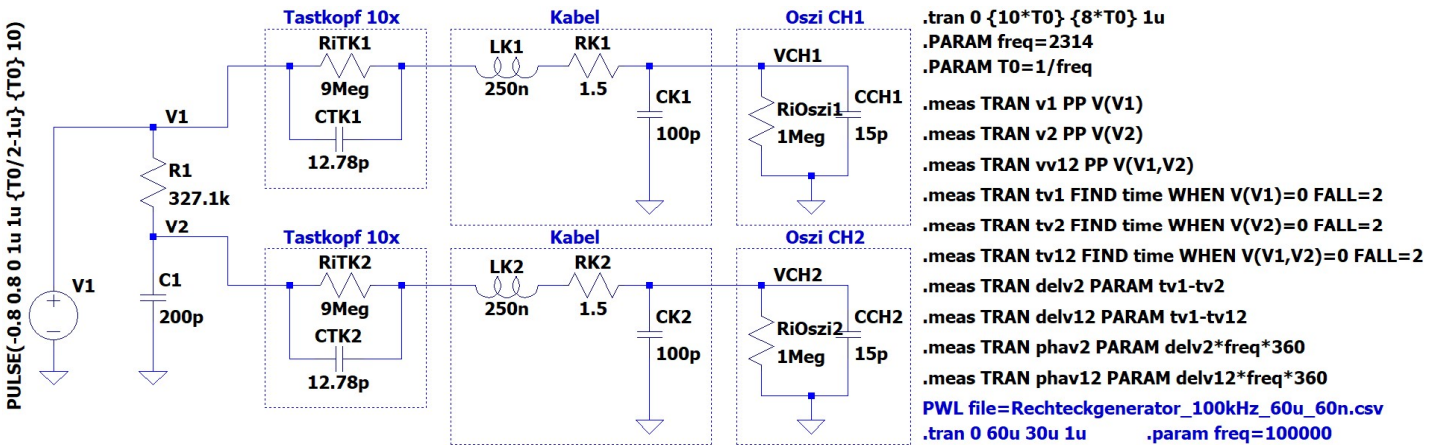 PULSE(-0.8 0.8 0 1u 1u {T0/2-1u} {T0} 10)
V1
V1
R1
327.1k
V2
C1
200p
Tastkopf 10x
RiTK1
9Meg
CTK1
12.78p
Kabel
LK1
250n
RK1
1.5
CK1
100p
Oszi CH1
VCH1
RiOszi1
1Meg
CCH1
15p
Tastkopf 10x
RiTK2
9Meg
CTK2
12.78p
Kabel
LK2
250n
RK2
1.5
CK2
100p
Oszi CH2
VCH2
RiOszi2
1Meg
CCH2
15p
.tran 0 {10*T0} {8*T0} 1u
.PARAM freq=2314
.PARAM T0=1/freq
.meas TRAN v1 PP V(V1)
.meas TRAN v2 PP V(V2)
.meas TRAN vv12 PP V(V1,V2)
.meas TRAN tv1 FIND time WHEN V(V1)=0 FALL=2
.meas TRAN tv2 FIND time WHEN V(V2)=0 FALL=2
.meas TRAN tv12 FIND time WHEN V(V1,V2)=0 FALL=2
.meas TRAN delv2 PARAM tv1-tv2
.meas TRAN delv12 PARAM tv1-tv12
.meas TRAN phav2 PARAM delv2*freq*360
.meas TRAN phav12 PARAM delv12*freq*360
PWL file=Rechteckgenerator_100kHz_60u_60n.csv
.tran 0 60u 30u 1u .param freq=100000